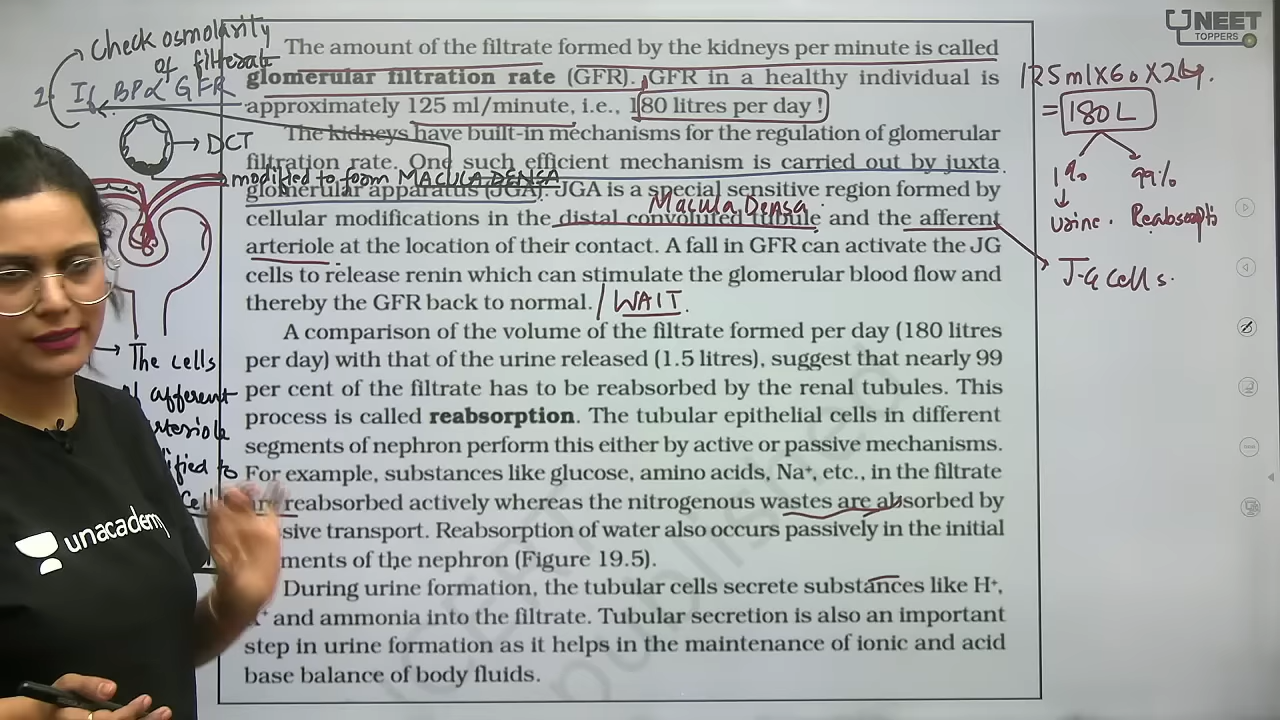 Check osmolarity
of filterate
If BP ∝ GFR
→ DCT
modified to form MACULA DENSA
→ The cells
afferent
arteriole
modified to
Cell
unacademy
The amount of the filtrate formed by the kidneys per minute is called
glomerular filtration rate (GFR). GFR in a healthy individual is
approximately 125 ml/minute, i.e., 180 litres per day !
The kidneys have built-in mechanisms for the regulation of glomerular
filtration rate. One such efficient mechanism is carried out by juxta
glomerular apparatus (JGA). JGA is a special sensitive region formed by
Macula Densa
cellular modifications in the distal convoluted tubule and the afferent
arteriole at the location of their contact. A fall in GFR can activate the JG
cells to release renin which can stimulate the glomerular blood flow and
thereby the GFR back to normal. / WAIT.
A comparison of the volume of the filtrate formed per day (180 litres
per day) with that of the urine released (1.5 litres), suggest that nearly 99
per cent of the filtrate has to be reabsorbed by the renal tubules. This
process is called reabsorption. The tubular epithelial cells in different
segments of nephron perform this either by active or passive mechanisms.
For example, substances like glucose, amino acids, Na⁺, etc., in the filtrate
are reabsorbed actively whereas the nitrogenous wastes are absorbed by
sive transport. Reabsorption of water also occurs passively in the initial
ments of the nephron (Figure 19.5).
During urine formation, the tubular cells secrete substances like H⁺,
⁺ and ammonia into the filtrate. Tubular secretion is also an important
step in urine formation as it helps in the maintenance of ionic and acid
base balance of body fluids.
NEET
TOPPERS
125ml×60×24.
= 180L
1% 99%
urine. Reabsorpti
J-G cells.